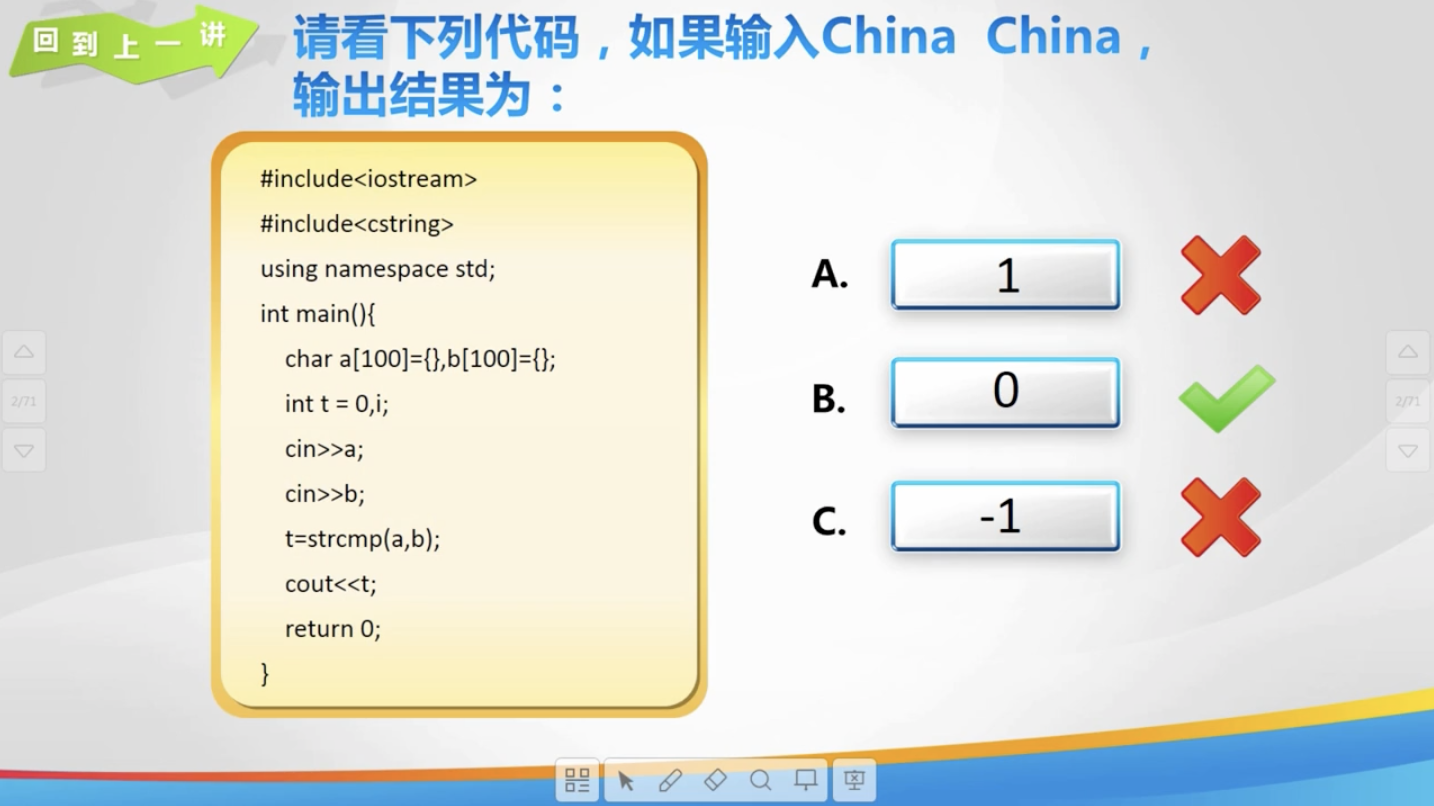 回到上一讲
请看下列代码，如果输入China  China，
输出结果为：
#include<iostream>
#include<cstring>
using namespace std;
int main(){
    char a[100]={},b[100]={};
    int t = 0,i;
    cin>>a;
    cin>>b;
    t=strcmp(a,b);
    cout<<t;
    return 0;
}
A. 1
B. 0
C. -1
2/71
2/71